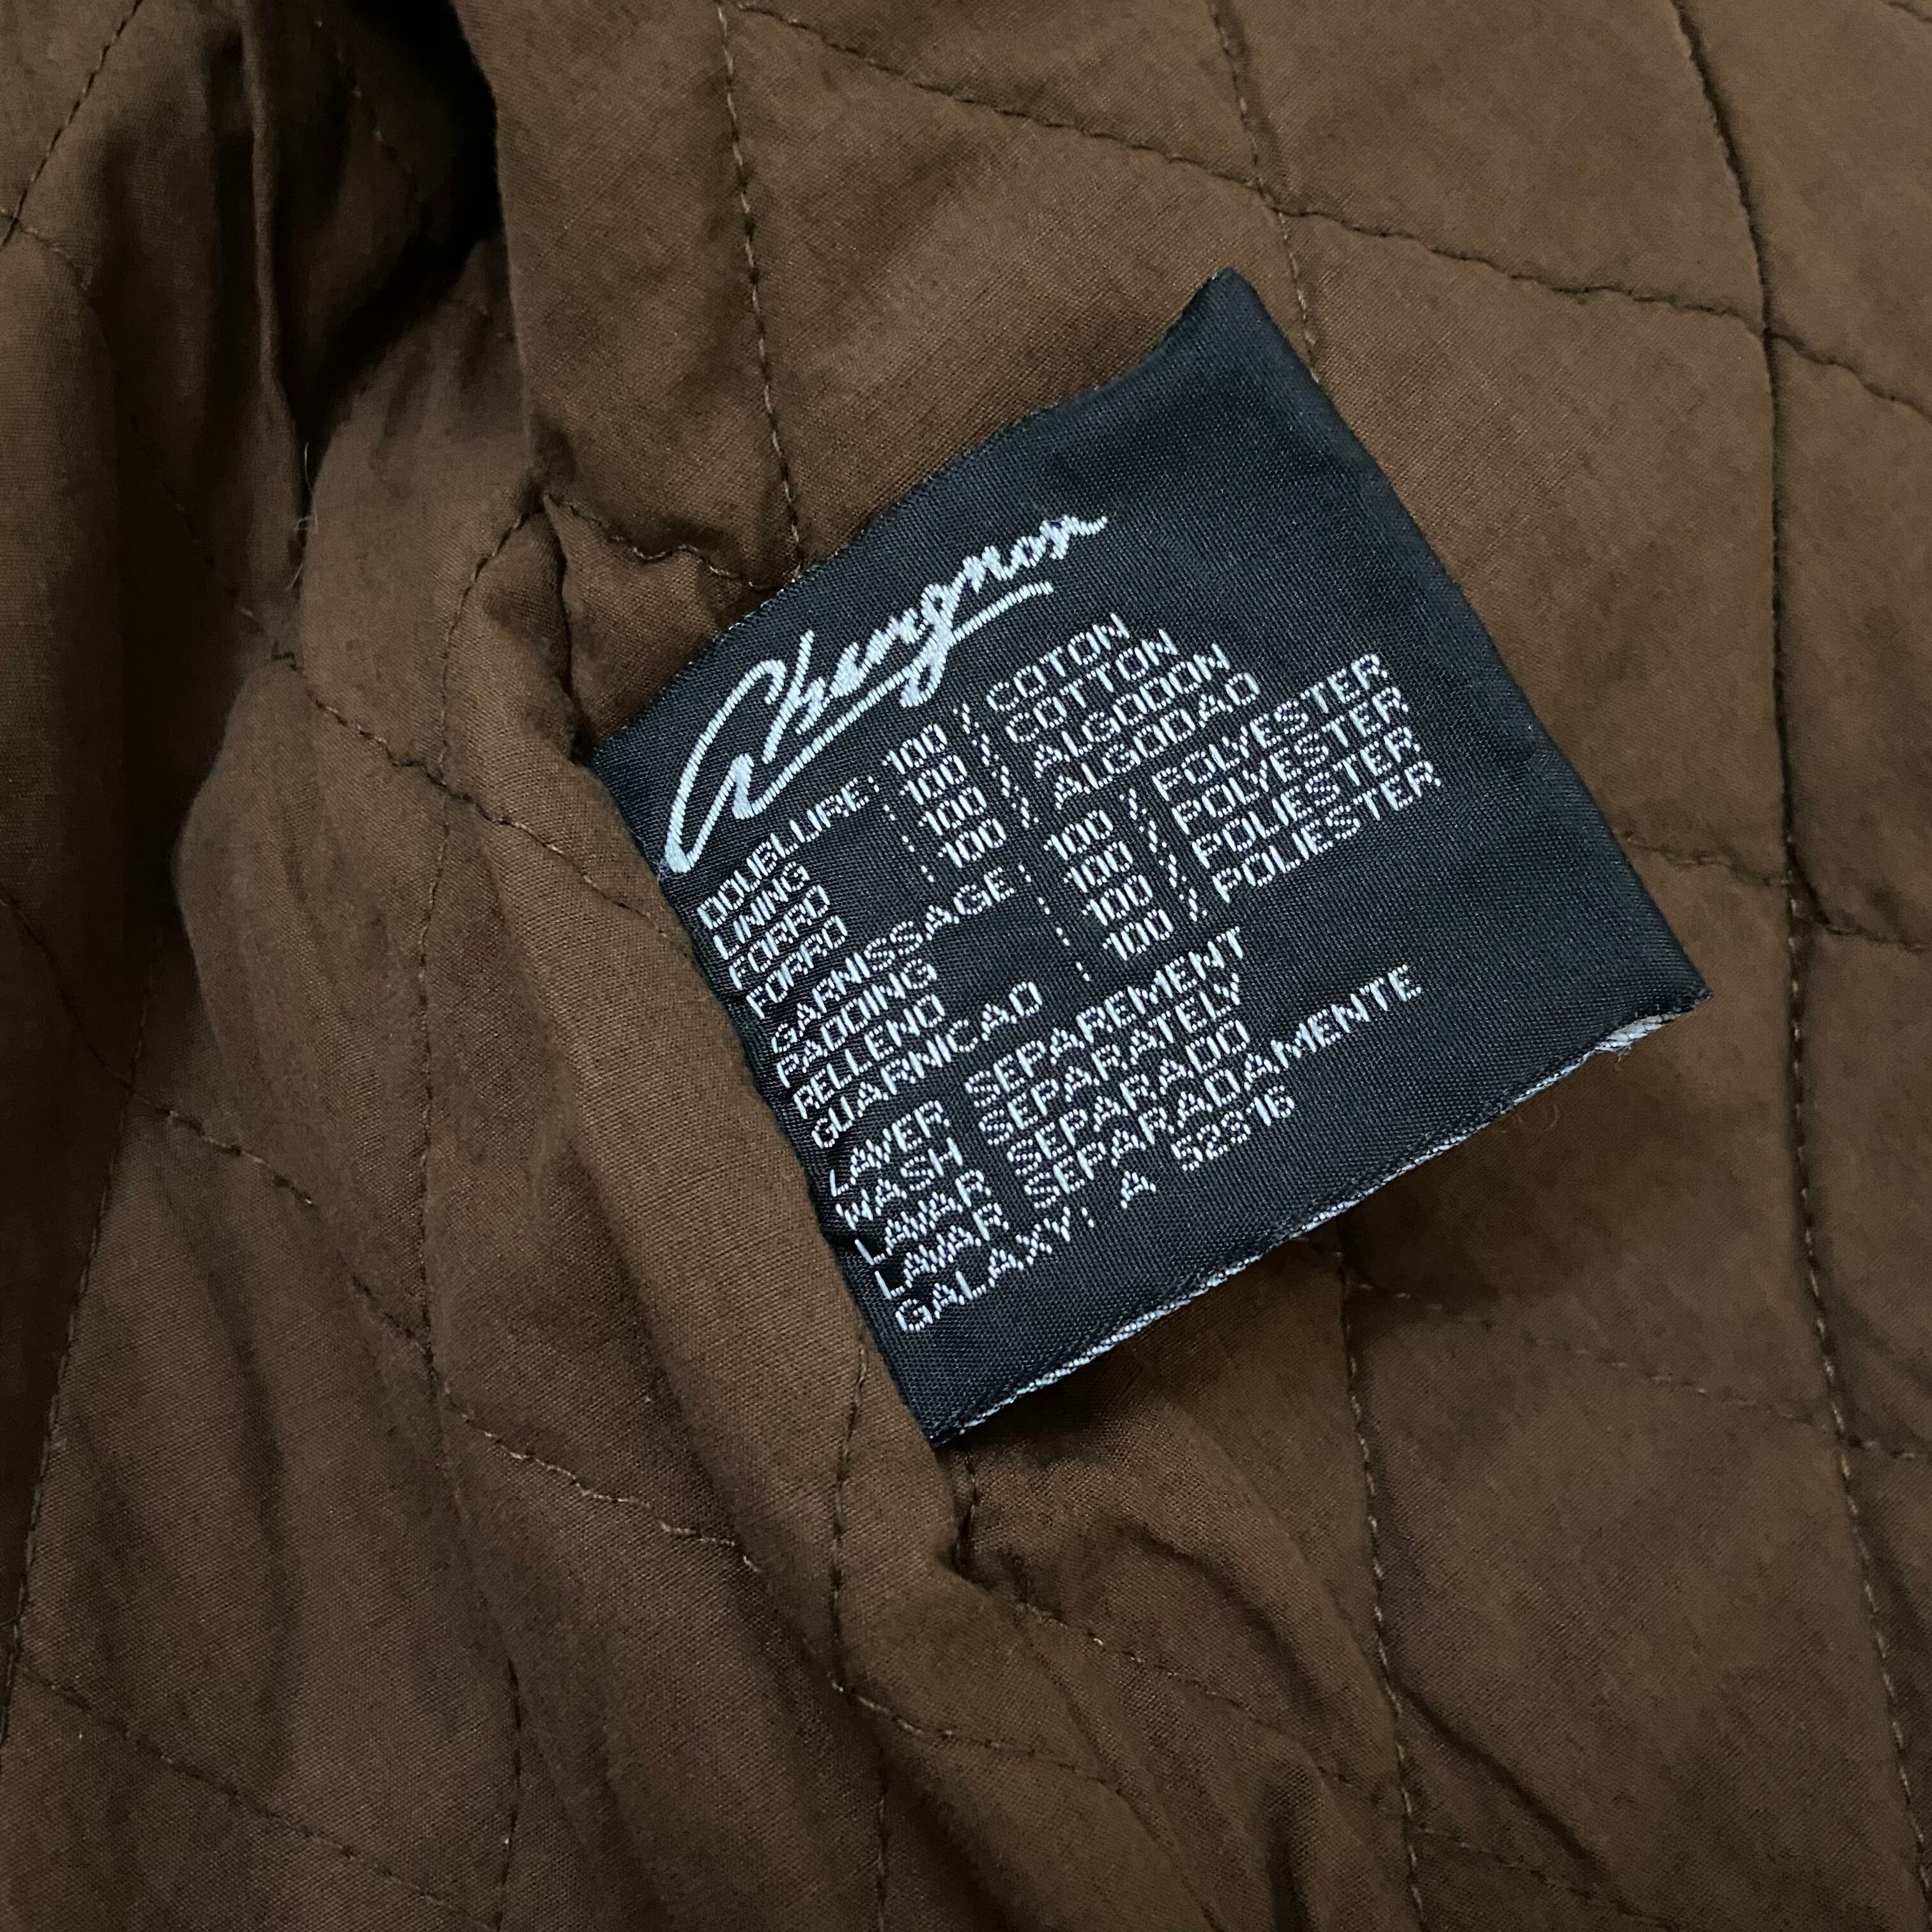 Chevignon
DOUBLURE: 100 % COTON
LINING : 100 % COTTON
FORRO : 100 % ALGODON
FORRO : 100 % ALGODAO
GARNISSAGE: 100 % POLYESTER
PADDING : 100 % POLYESTER
RELLENO : 100 % POLIESTER
GUARNICAO : 100 % POLIESTER
LAVER SEPAREMENT
WASH SEPARATELY
LAVAR SEPARADO
LAVAR SEPARADAMENTE
GALAXY: A 52916